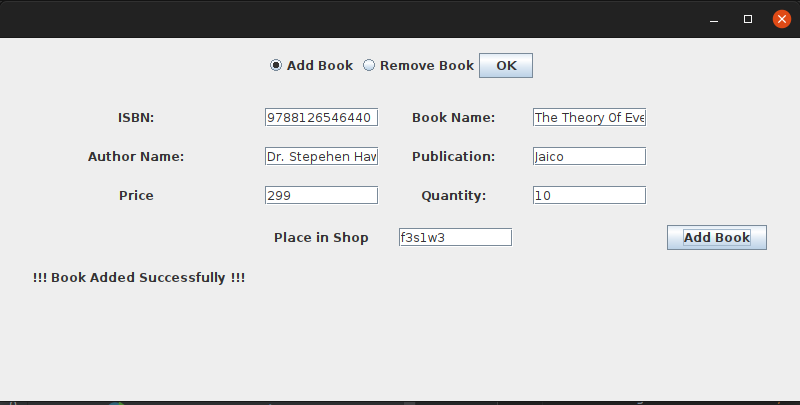 Add Book Remove Book OK
ISBN: 9788126546440 Book Name: The Theory Of Eve
Author Name: Dr. Stepehen Haw Publication: Jaico
Price 299 Quantity: 10
Place in Shop f3s1w3 Add Book
!!! Book Added Successfully !!!